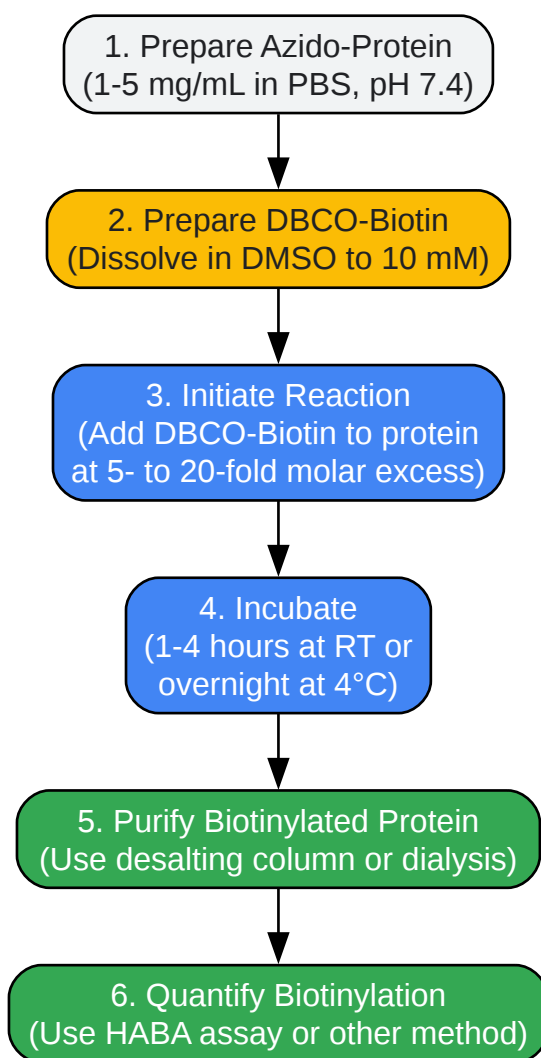 1. Prepare Azido-Protein
(1-5 mg/mL in PBS, pH 7.4)
2. Prepare DBCO-Biotin
(Dissolve in DMSO to 10 mM)
3. Initiate Reaction
(Add DBCO-Biotin to protein
at 5- to 20-fold molar excess)
4. Incubate
(1-4 hours at RT or
overnight at 4°C)
5. Purify Biotinylated Protein
(Use desalting column or dialysis)
6. Quantify Biotinylation
(Use HABA assay or other method)